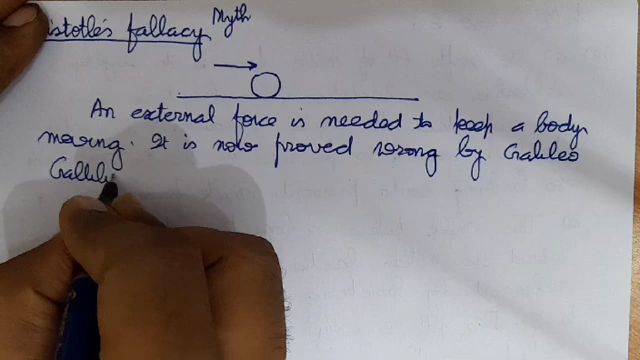 istotle's fallacy Myth
An external force is needed to keep a body
moving. It is now proved wrong by Galileo
Gallil